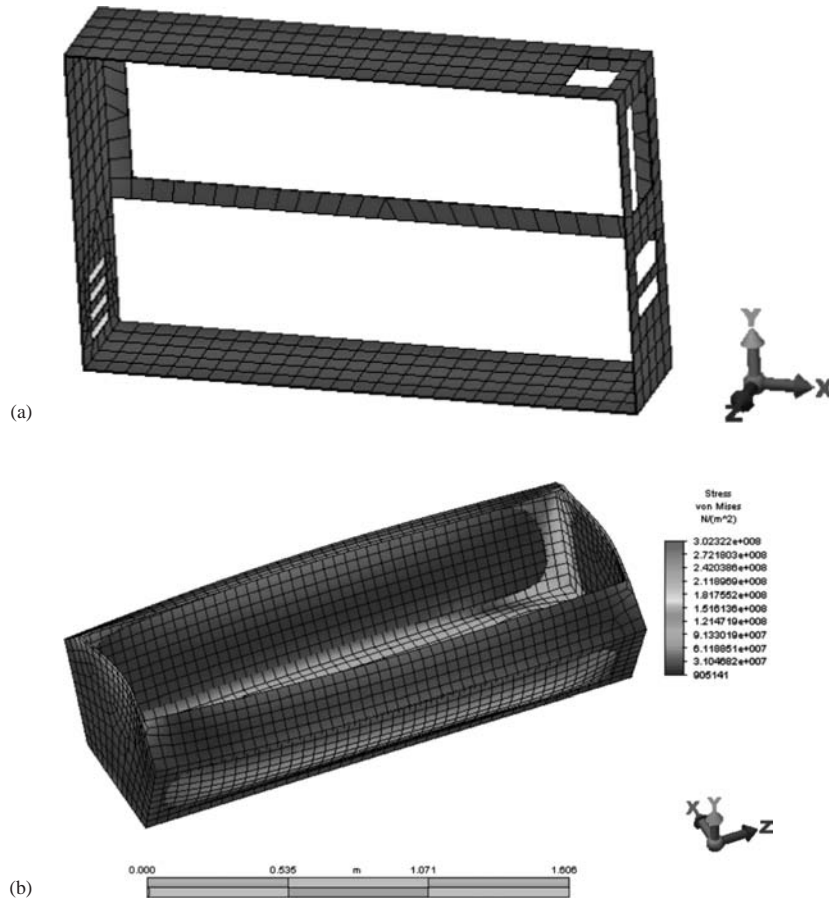 Y
X
Z
(a)
Stress
von Mises
N/(m^2)
3.02322e+008
2.721803e+008
2.420386e+008
2.118969e+008
1.817552e+008
1.516136e+008
1.214719e+008
9.133019e+007
6.118851e+007
3.104682e+007
905141
X Y
Z
(b)
0.000 0.535 m 1.071 1.606